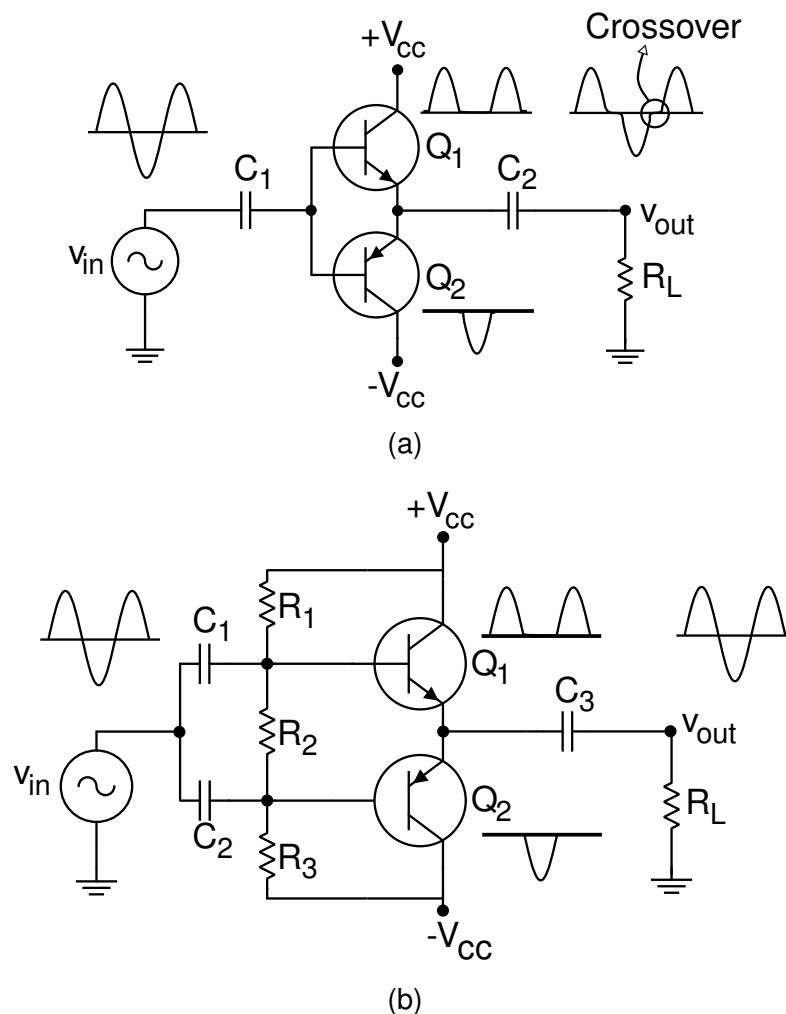 Crossover
+Vcc
Q1
C1
C2
vin
vout
Q2
RL
-Vcc
(a)
+Vcc
R1
C1
Q1
C3
R2
vout
vin
Q2
RL
C2
R3
-Vcc
(b)